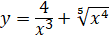 y = 4/x³ + ⁵√x⁴